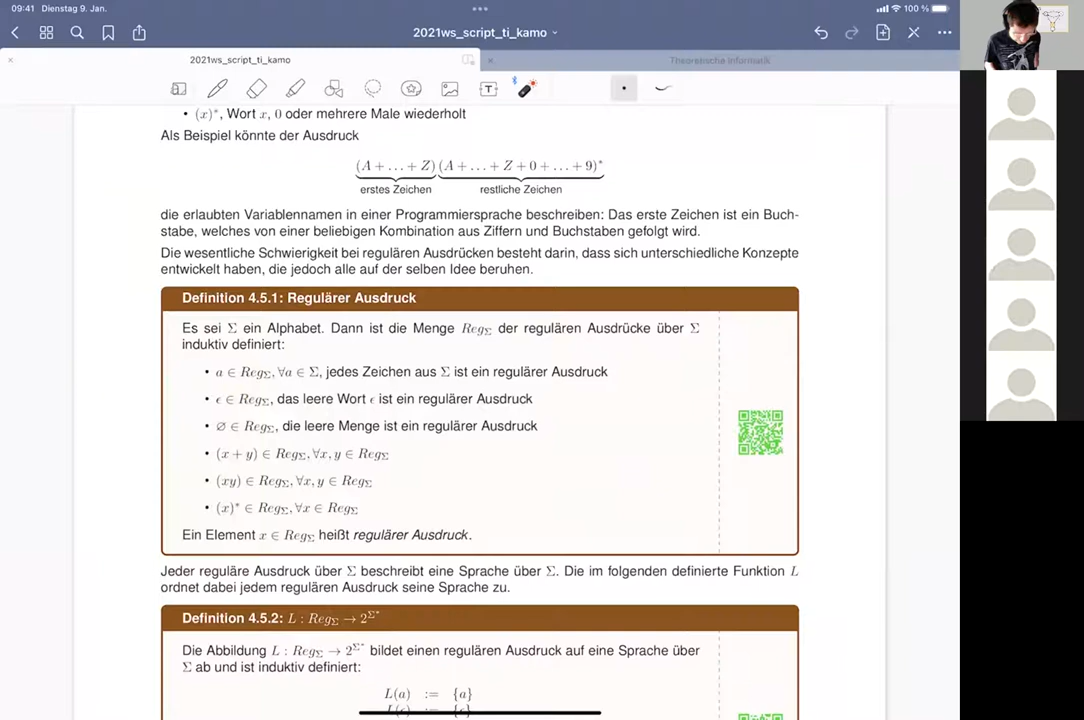 09:41 Dienstag 9. Jan.
100 %
2021ws_script_ti_kamo
2021ws_script_ti_kamo
Theoretische Informatik
• (x)*, Wort x, 0 oder mehrere Male wiederholt
Als Beispiel könnte der Ausdruck
(A + … + Z) (A + … + Z + 0 + … + 9)*
erstes Zeichen restliche Zeichen
die erlaubten Variablennamen in einer Programmiersprache beschreiben: Das erste Zeichen ist ein Buch-
stabe, welches von einer beliebigen Kombination aus Ziffern und Buchstaben gefolgt wird.
Die wesentliche Schwierigkeit bei regulären Ausdrücken besteht darin, dass sich unterschiedliche Konzepte
entwickelt haben, die jedoch alle auf der selben Idee beruhen.
Definition 4.5.1: Regulärer Ausdruck
Es sei Σ ein Alphabet. Dann ist die Menge Reg_Σ der regulären Ausdrücke über Σ
induktiv definiert:
• a ∈ Reg_Σ, ∀a ∈ Σ, jedes Zeichen aus Σ ist ein regulärer Ausdruck
• ϵ ∈ Reg_Σ, das leere Wort ϵ ist ein regulärer Ausdruck
• ∅ ∈ Reg_Σ, die leere Menge ist ein regulärer Ausdruck
• (x + y) ∈ Reg_Σ, ∀x, y ∈ Reg_Σ
• (xy) ∈ Reg_Σ, ∀x, y ∈ Reg_Σ
• (x)* ∈ Reg_Σ, ∀x ∈ Reg_Σ
Ein Element x ∈ Reg_Σ heißt regulärer Ausdruck.
Jeder reguläre Ausdruck über Σ beschreibt eine Sprache über Σ. Die im folgenden definierte Funktion L
ordnet dabei jedem regulären Ausdruck seine Sprache zu.
Definition 4.5.2: L : Reg_Σ → 2^Σ*
Die Abbildung L : Reg_Σ → 2^Σ* bildet einen regulären Ausdruck auf eine Sprache über
Σ ab und ist induktiv definiert:
L(a) := {a}
L(ϵ) := {ϵ}